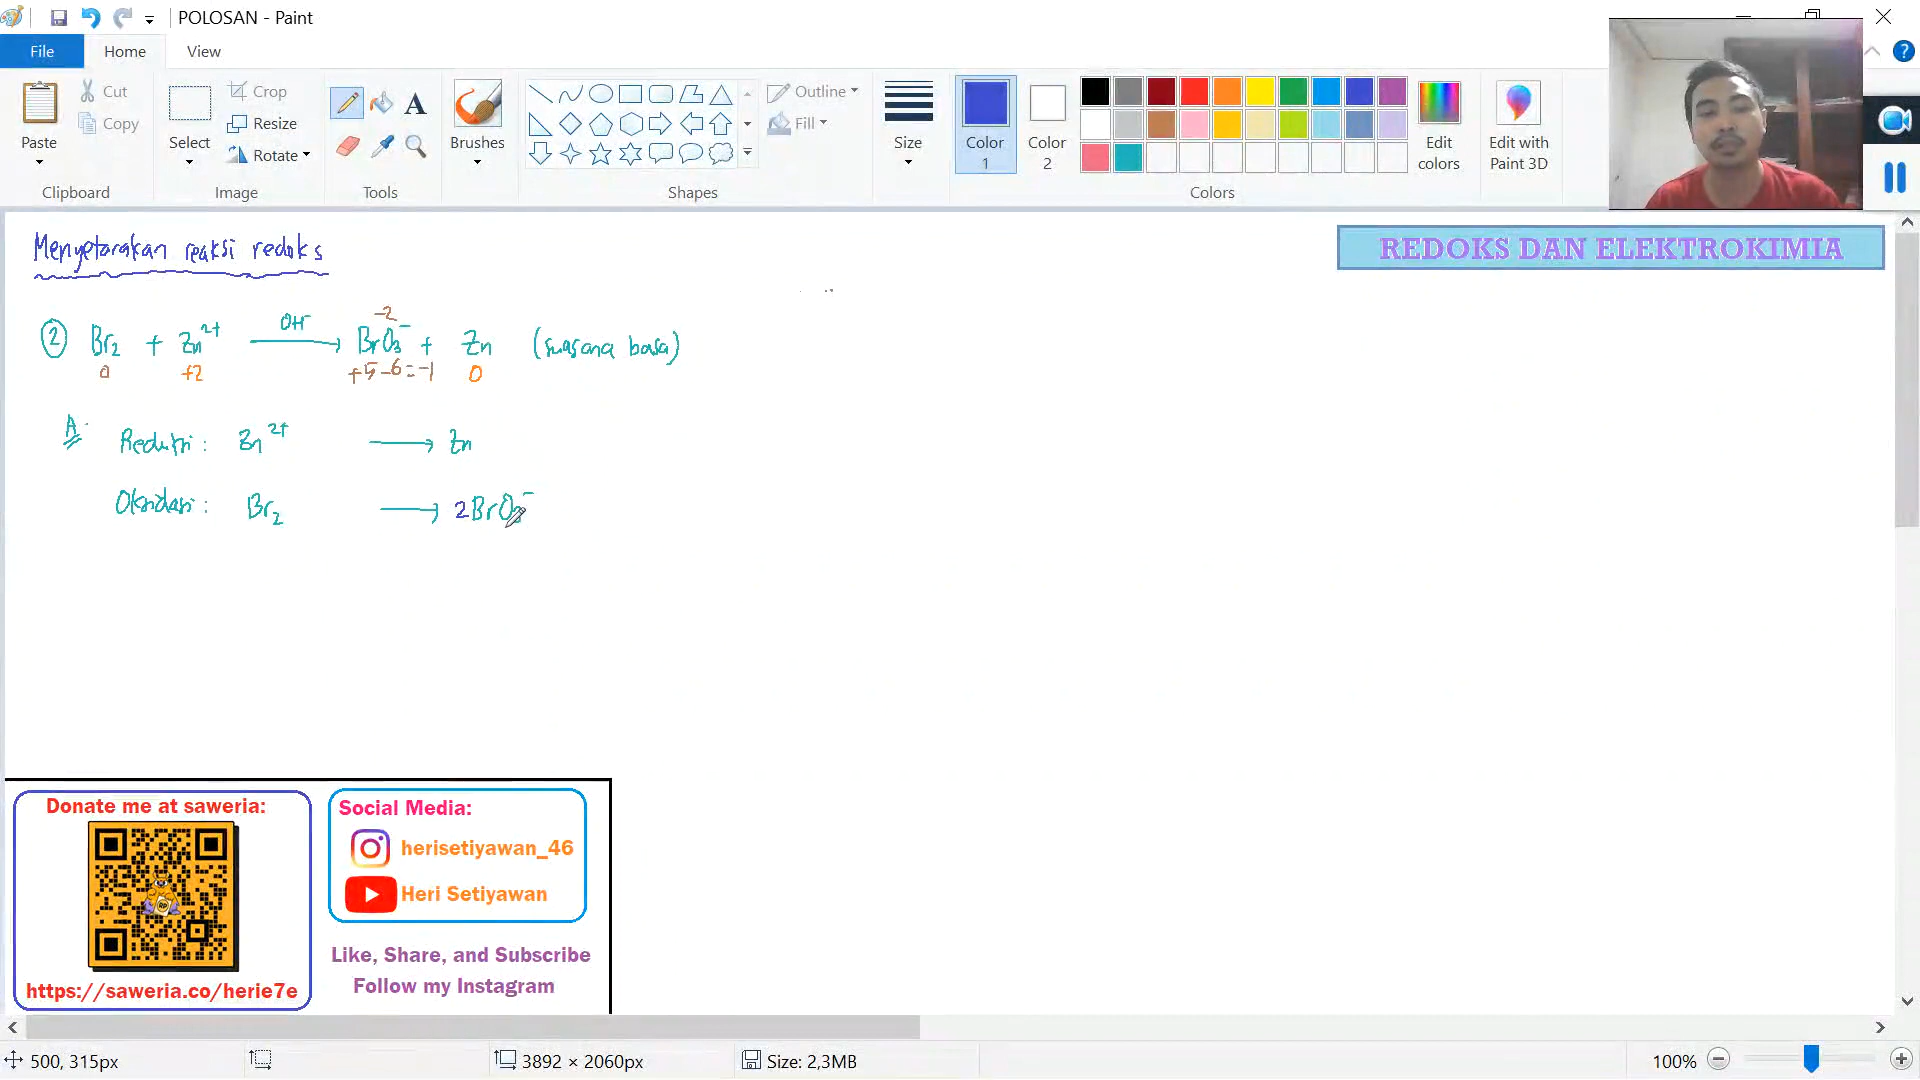 POLOSAN - Paint
File
Home
View
Paste
Cut
Copy
Clipboard
Select
Crop
Resize
Rotate
Image
A
Tools
Brushes
Outline
Fill
Shapes
Size
Color 1
Color 2
Edit colors
Colors
Edit with Paint 3D
?
Menyetarakan reaksi redoks
REDOKS DAN ELEKTROKIMIA
-2
② Br₂ + Zn²⁺ —OH⁻→ BrO₃⁻ + Zn (suasana basa)
0 +2 +5-6=-1 0
A. Reduksi: Zn²⁺ → Zn
Oksidasi: Br₂ → 2BrO₃⁻
Donate me at saweria:
RP
https://saweria.co/herie7e
Social Media:
herisetiyawan_46
Heri Setiyawan
Like, Share, and Subscribe
Follow my Instagram
500, 315px
3892 × 2060px
Size: 2,3MB
100%